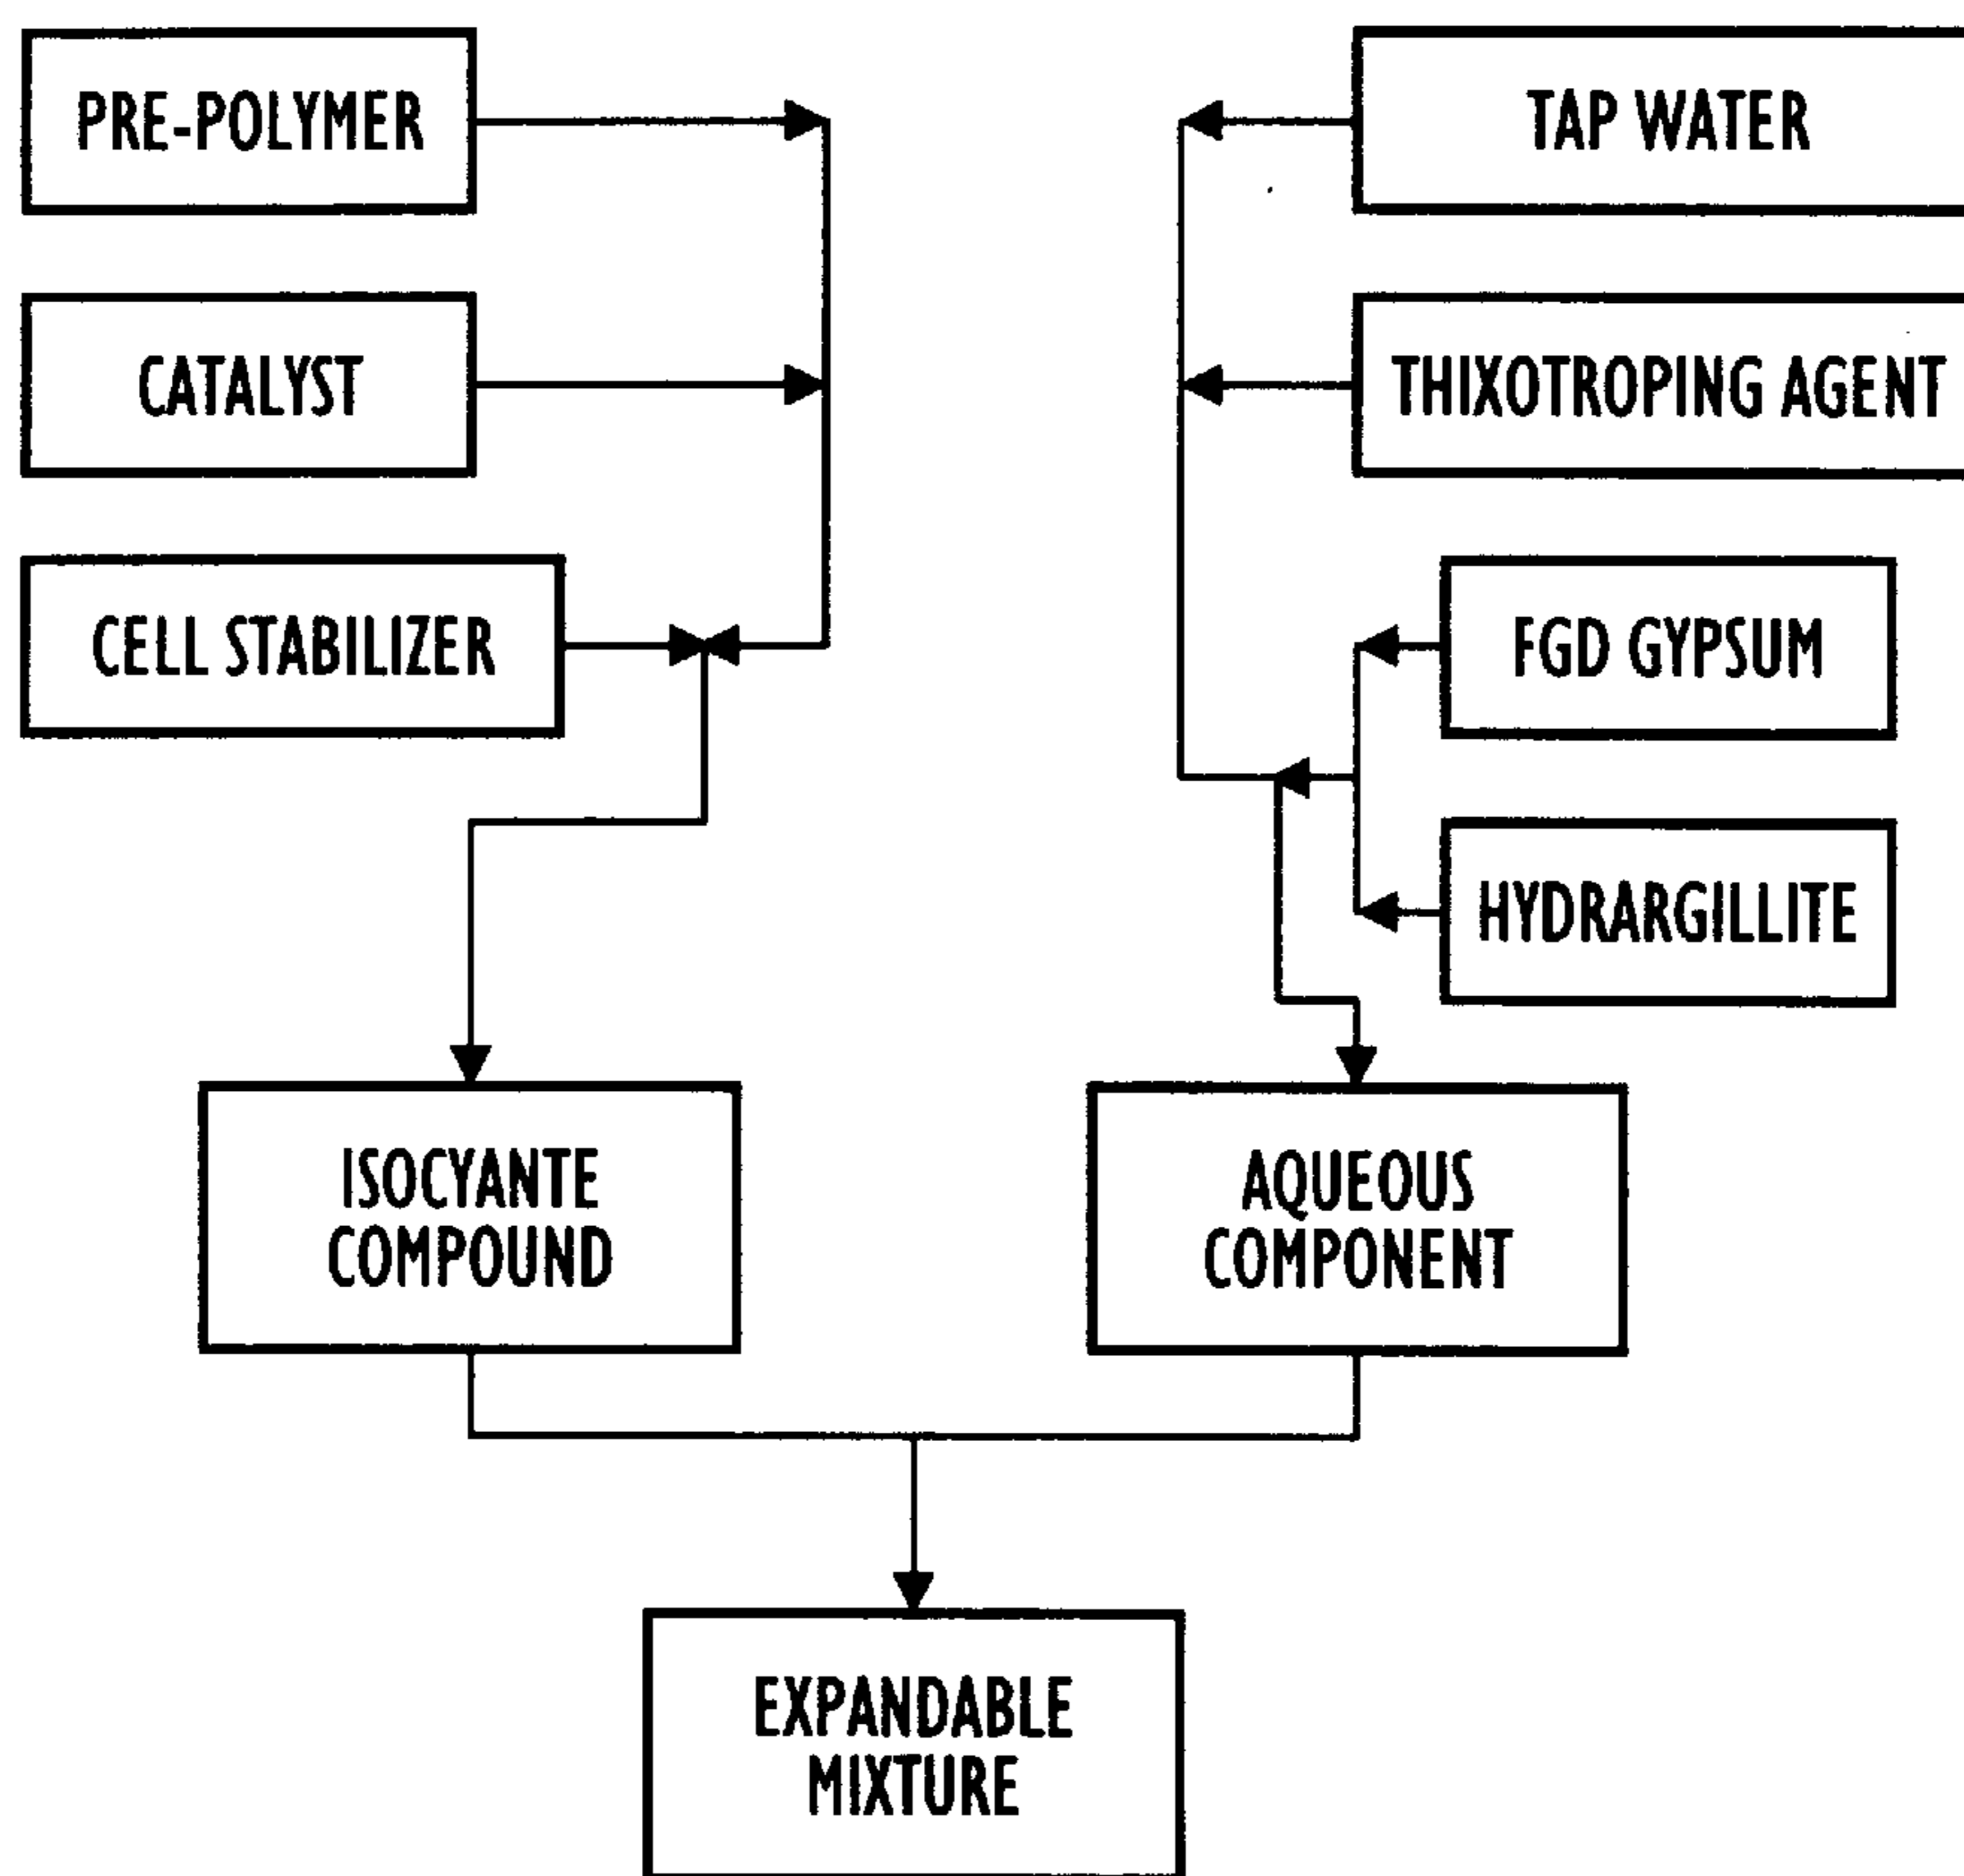 PRE-POLYMER
TAP WATER
CATALYST
THIXOTROPING AGENT
CELL STABILIZER
FGD GYPSUM
HYDRARGILLITE
ISOCYANTE
COMPOUND
AQUEOUS
COMPONENT
EXPANDABLE
MIXTURE